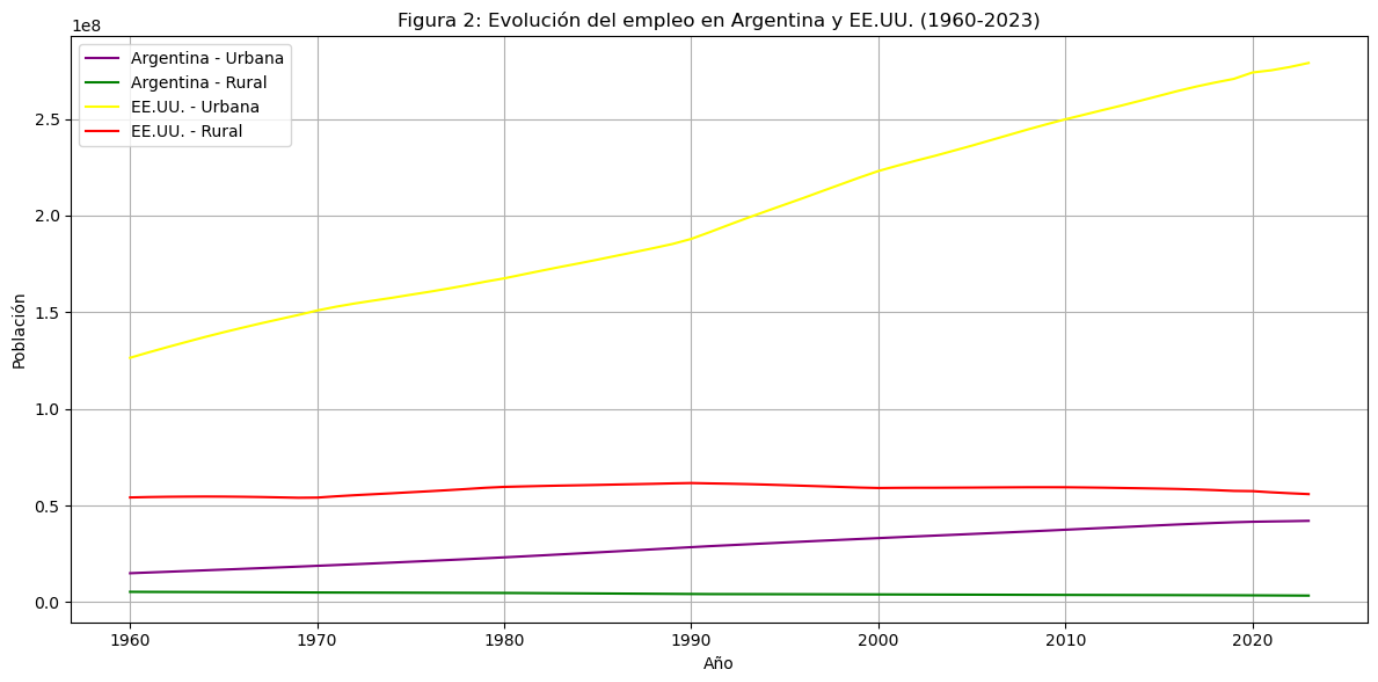 Figura 2: Evolución del empleo en Argentina y EE.UU. (1960-2023)
1e8
Argentina - Urbana
Argentina - Rural
EE.UU. - Urbana
EE.UU. - Rural
2.5
2.0
1.5
1.0
0.5
0.0
Población
1960 1970 1980 1990 2000 2010 2020
Año